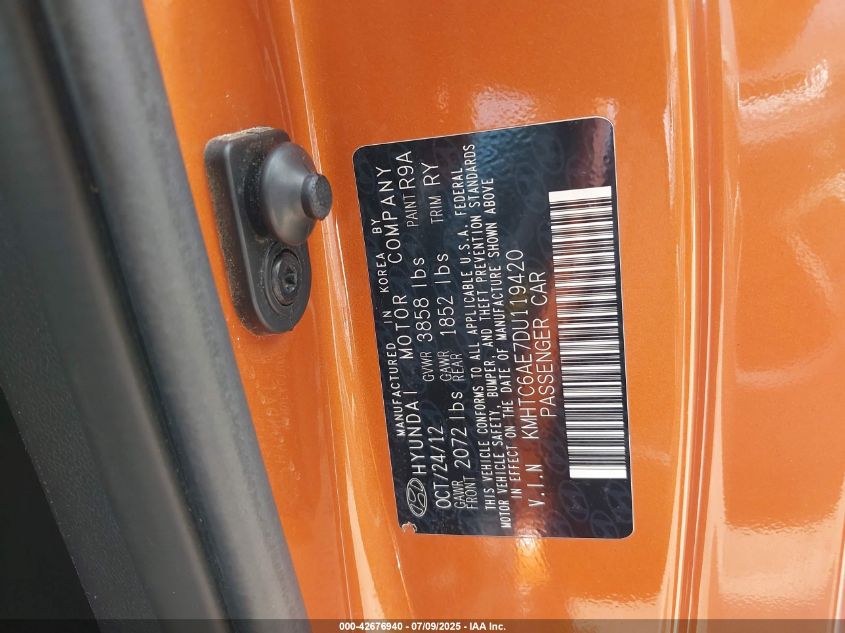 MANUFACTURED IN KOREA BY
HYUNDAI MOTOR COMPANY
OCT/24/12 GVWR 3858 lbs PAINT R9A
GAWR FRONT 2072 lbs GAWR REAR 1852 lbs TRIM RY
THIS VEHICLE CONFORMS TO ALL APPLICABLE U.S.A. FEDERAL
MOTOR VEHICLE SAFETY, BUMPER, AND THEFT PREVENTION STANDARDS
IN EFFECT ON THE DATE OF MANUFACTURE SHOWN ABOVE
V.I.N KMHTC6AE7DU119420
PASSENGER CAR
000-42676940 - 07/09/2025 - IAA Inc.